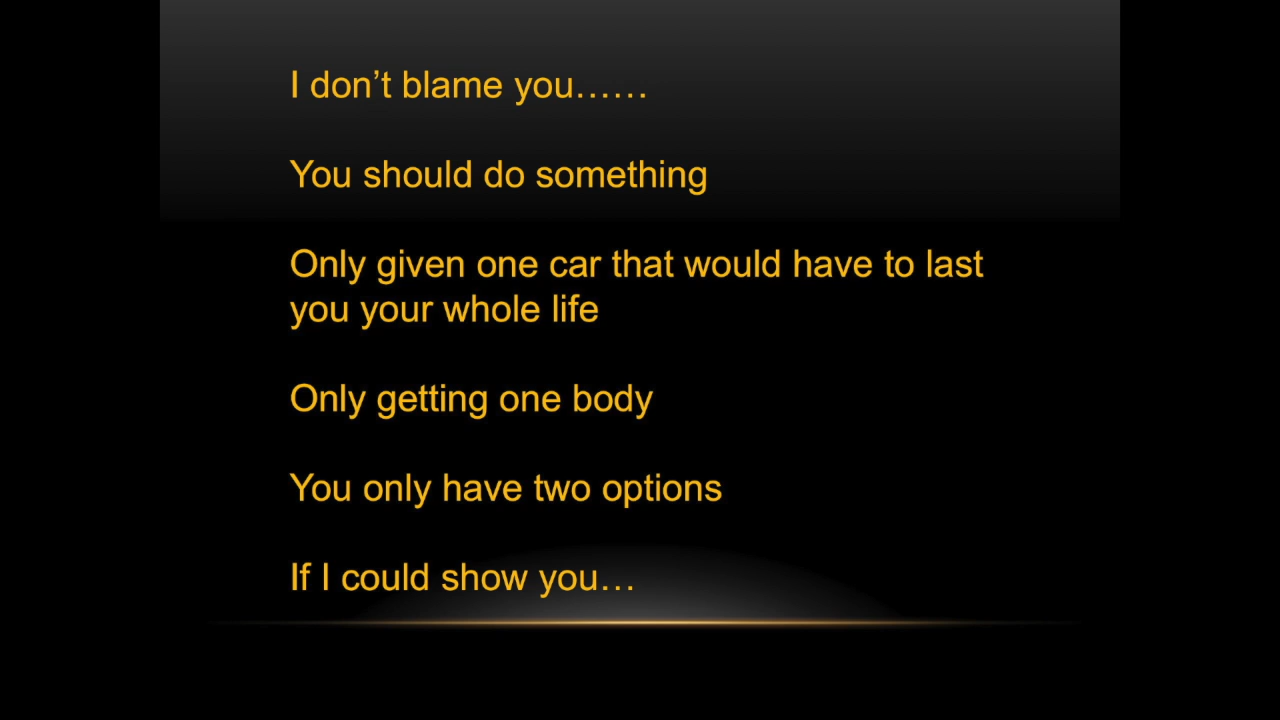 I don’t blame you……
You should do something
Only given one car that would have to last
you your whole life
Only getting one body
You only have two options
If I could show you…